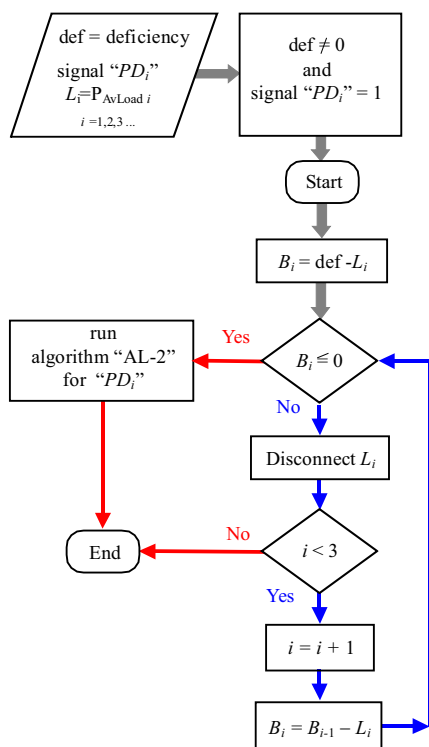 def = deficiency
signal “PDᵢ”
Lᵢ=P_AvLoad i
i =1,2,3 ...
def ≠ 0
and
signal “PDᵢ” = 1
Start
Bᵢ = def -Lᵢ
run
algorithm “AL-2”
for “PDᵢ”
Yes
Bᵢ ≦ 0
No
Disconnect Lᵢ
No
End
i < 3
Yes
i = i + 1
Bᵢ = Bᵢ₋₁ – Lᵢ